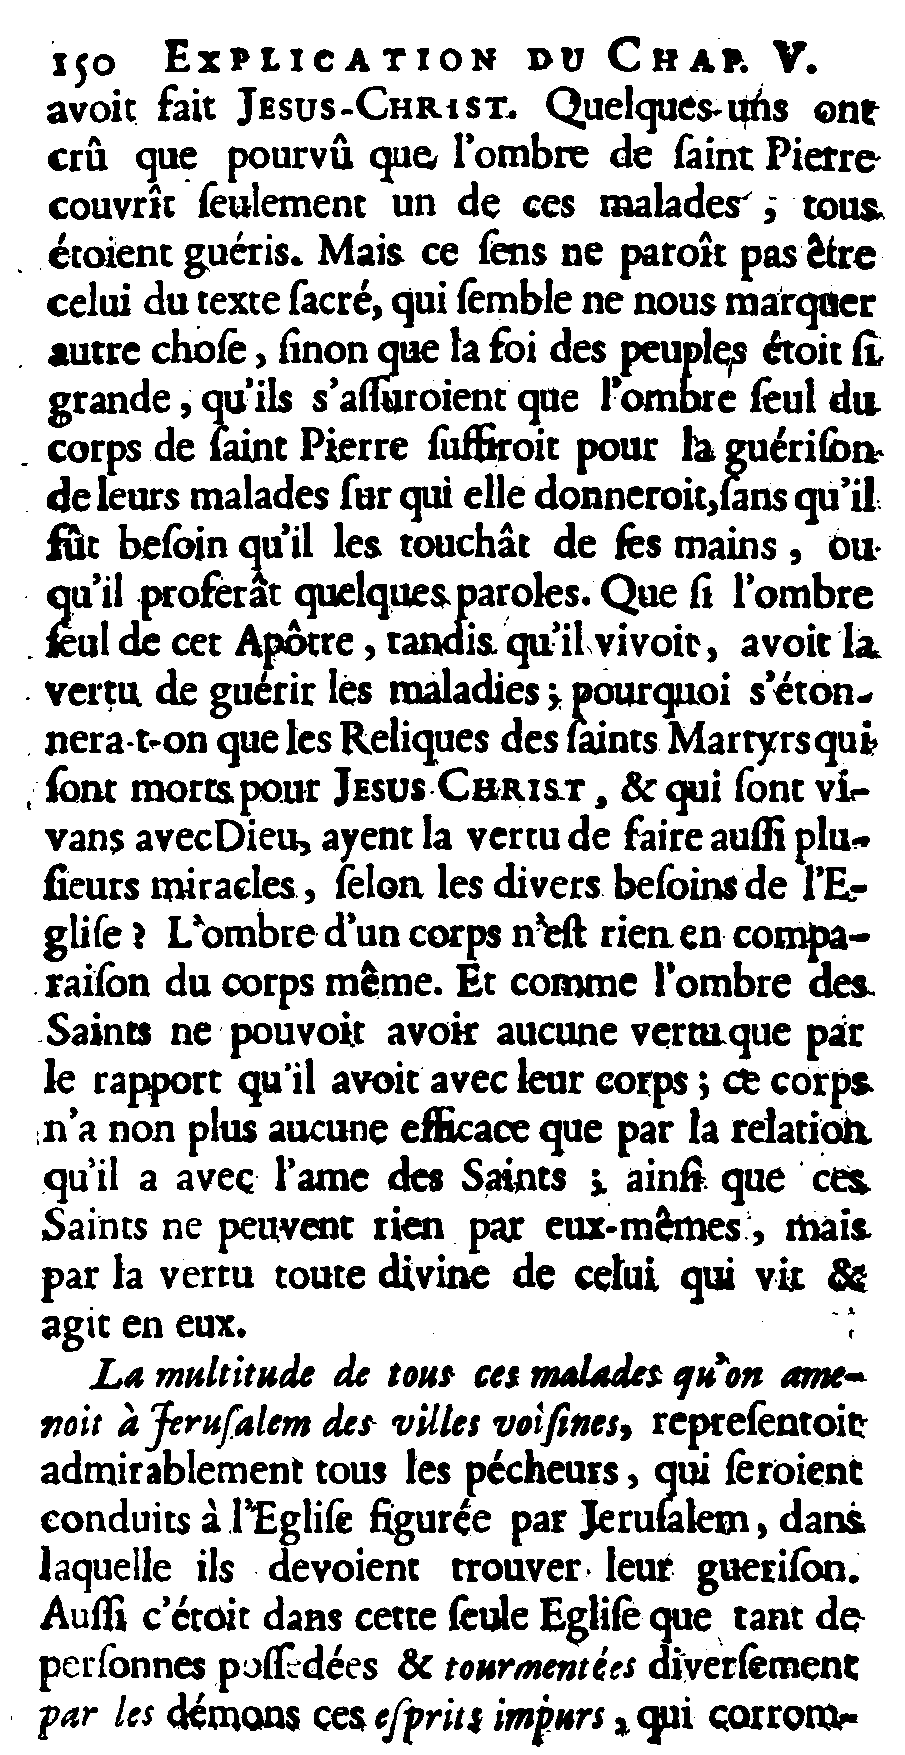 150 EXPLICATION DU CHAP. V.
avoit fait JESUS-CHRIST. Quelques-uns ont
crû que pourvû que l'ombre de ſaint Pierre
couvrît ſeulement un de ces malades, tous
étoient guéris. Mais ce ſens ne paroît pas être
celui du texte ſacré, qui ſemble ne nous marquer
autre choſe, ſinon que la foi des peuples étoit ſi
grande, qu'ils s'aſſuroient que l'ombre ſeul du
corps de ſaint Pierre ſuffiroit pour la guériſon
de leurs malades ſur qui elle donneroit, ſans qu'il
fût beſoin qu'il les touchât de ſes mains, ou
qu'il proferât quelques paroles. Que ſi l'ombre
ſeul de cet Apôtre, tandis qu'il vivoit, avoit la
vertu de guérir les maladies; pourquoi s'éton-
nera-t-on que les Reliques des ſaints Martyrs qui
ſont morts pour JESUS-CHRIST, & qui ſont vi-
vans avec Dieu, ayent la vertu de faire auſſi plu-
ſieurs miracles, ſelon les divers beſoins de l'E-
gliſe? L'ombre d'un corps n'eſt rien en compa-
raiſon du corps même. Et comme l'ombre des
Saints ne pouvoit avoir aucune vertu que par
le rapport qu'il avoit avec leur corps; ce corps
n'a non plus aucune efficace que par la relation
qu'il a avec l'ame des Saints; ainſi que ces
Saints ne peuvent rien par eux-mêmes, mais
par la vertu toute divine de celui qui vit &
agit en eux.
La multitude de tous ces malades qu'on ame-
noit à Jeruſalem des villes voiſines, repreſentoit
admirablement tous les pécheurs, qui ſeroient
conduits à l'Egliſe figurée par Jeruſalem, dans
laquelle ils devoient trouver leur gueriſon.
Auſſi c'étoit dans cette ſeule Egliſe que tant de
perſonnes poſſedées & tourmentées diverſement
par les démons ces eſprits impurs, qui corrom-